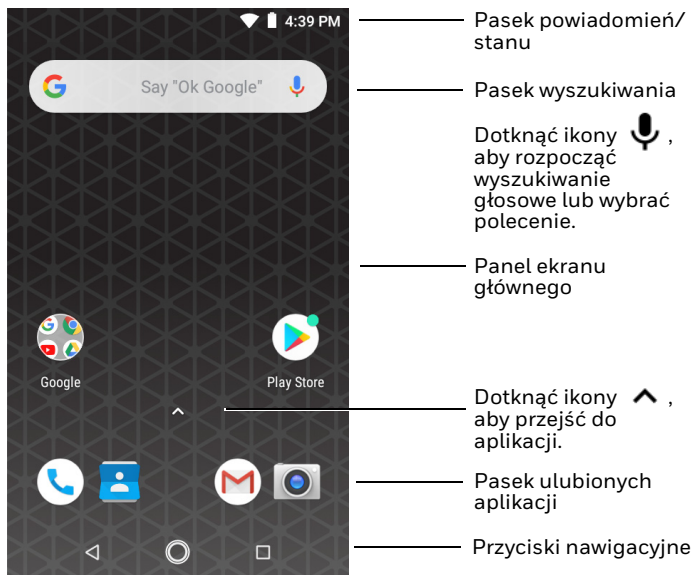 4:39 PM
Say "Ok Google"
Google
Play Store
Pasek powiadomień/
stanu
Pasek wyszukiwania
Dotknąć ikony ,
aby rozpocząć
wyszukiwanie
głosowe lub wybrać
polecenie.
Panel ekranu
głównego
Dotknąć ikony ,
aby przejść do
aplikacji.
Pasek ulubionych
aplikacji
Przyciski nawigacyjne